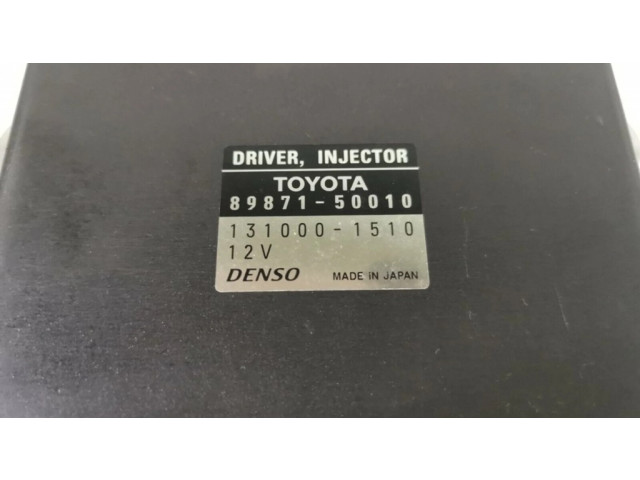 DRIVER, INJECTOR
TOYOTA
89871-50010
131000-1510
12V
DENSO MADE IN JAPAN